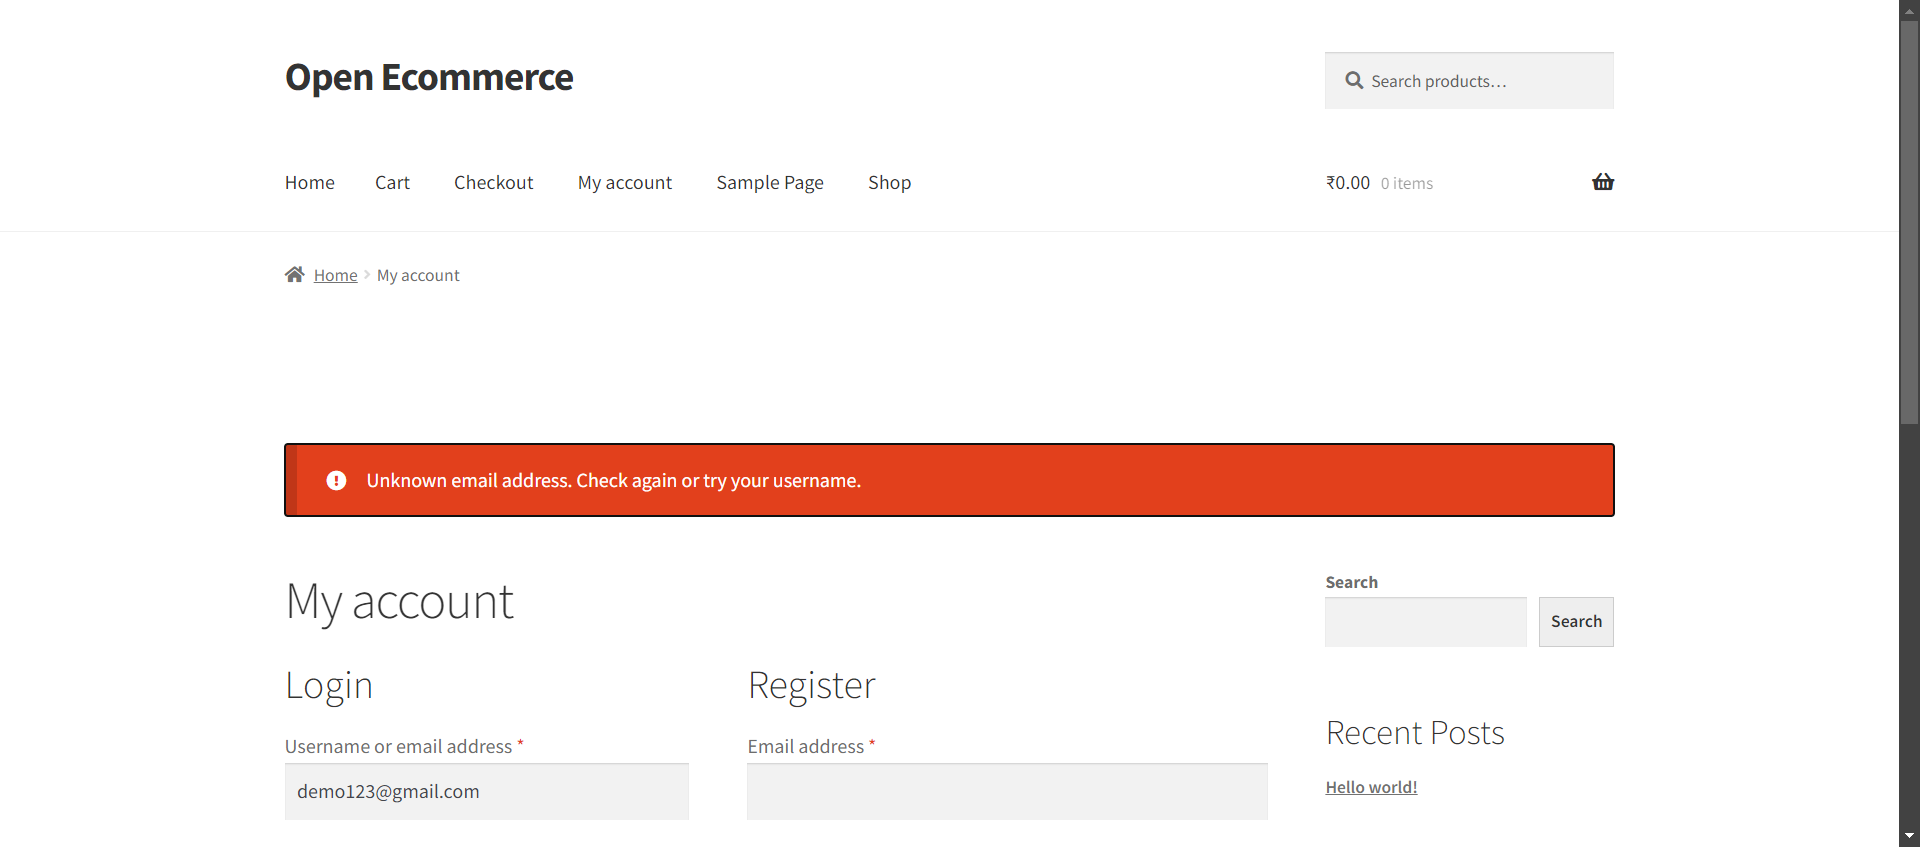 Open Ecommerce
Search products…
Home Cart Checkout My account Sample Page Shop
₹0.00 0 items
Home My account
Unknown email address. Check again or try your username.
My account
Login
Username or email address *
demo123@gmail.com
Register
Email address *
Search
Search
Recent Posts
Hello world!